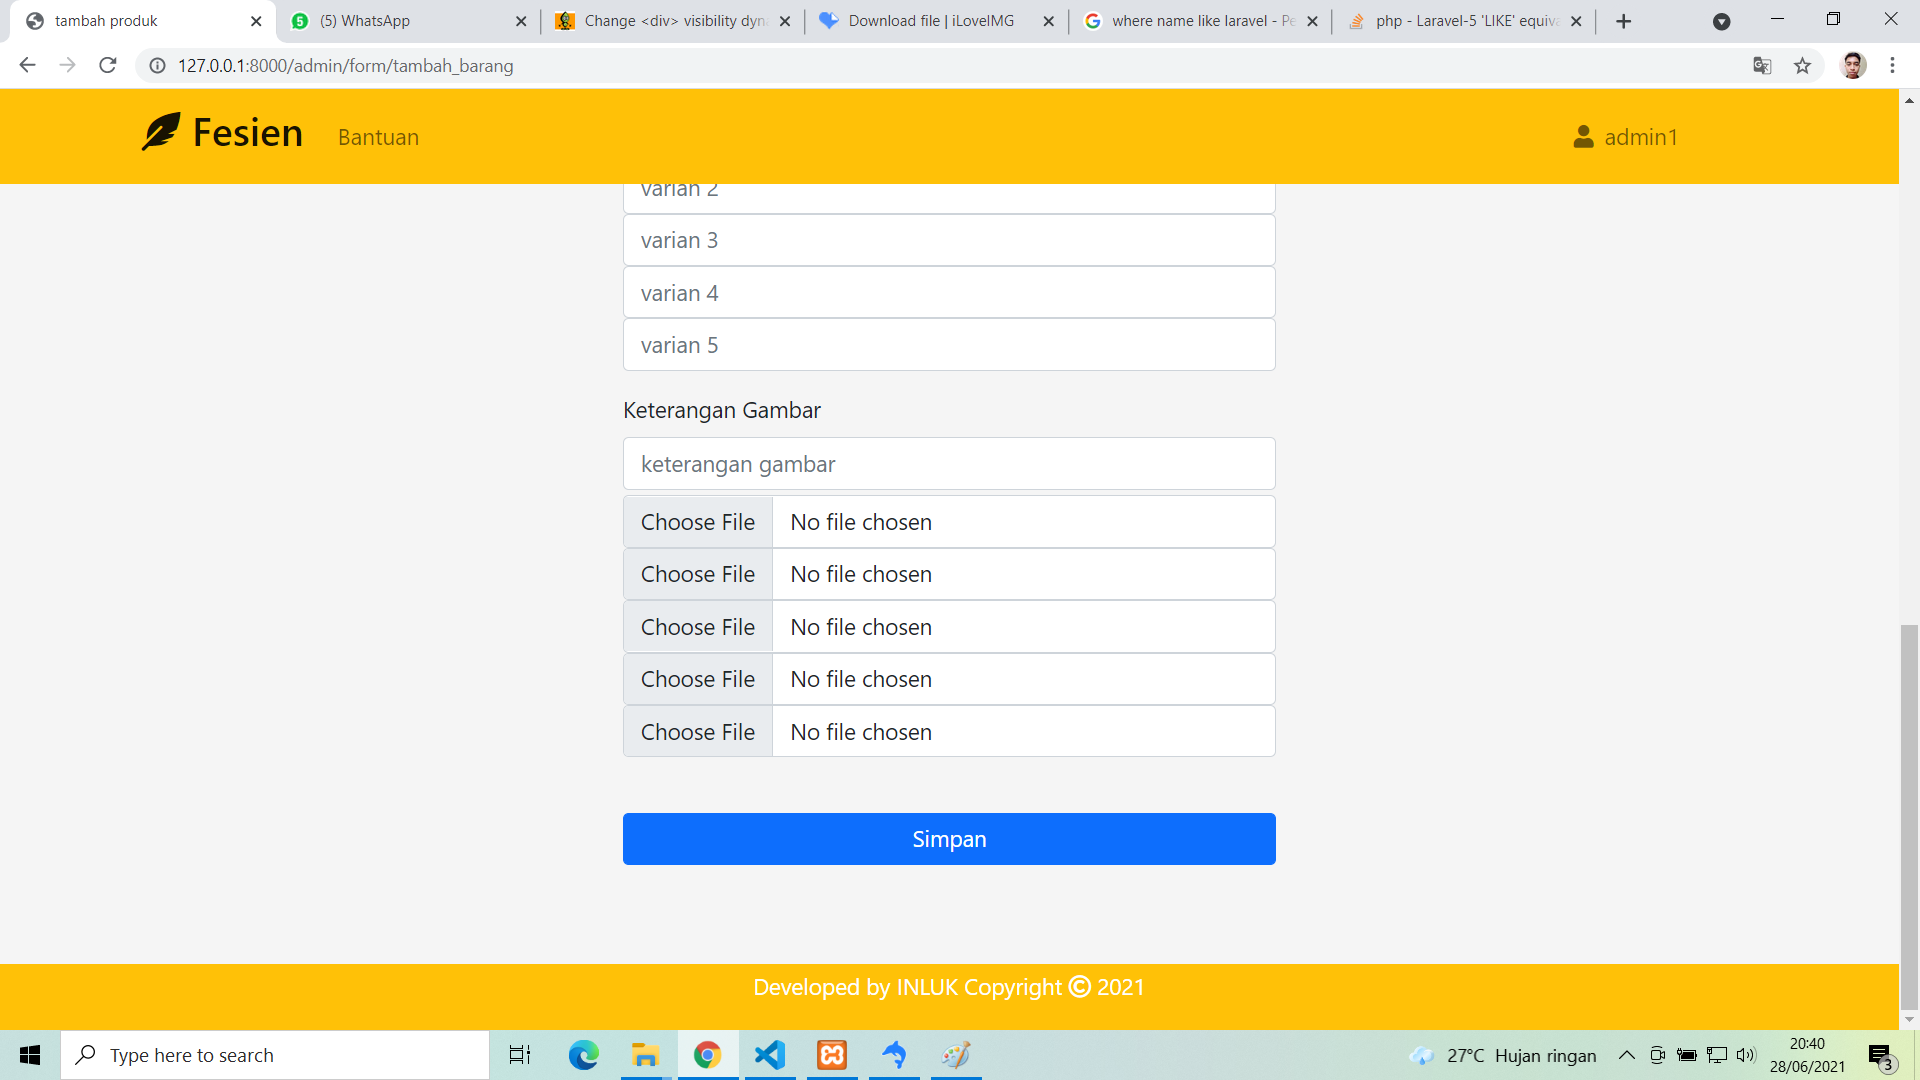 tambah produk
(5) WhatsApp
Change <div> visibility dyn
Download file | iLoveIMG
where name like laravel - Pe
php - Laravel-5 'LIKE' equiva
127.0.0.1:8000/admin/form/tambah_barang
Fesien
Bantuan
admin1
varian 2
varian 3
varian 4
varian 5
Keterangan Gambar
keterangan gambar
Choose File No file chosen
Choose File No file chosen
Choose File No file chosen
Choose File No file chosen
Choose File No file chosen
Simpan
Developed by INLUK Copyright © 2021
Type here to search
27°C Hujan ringan
20:40
28/06/2021
3